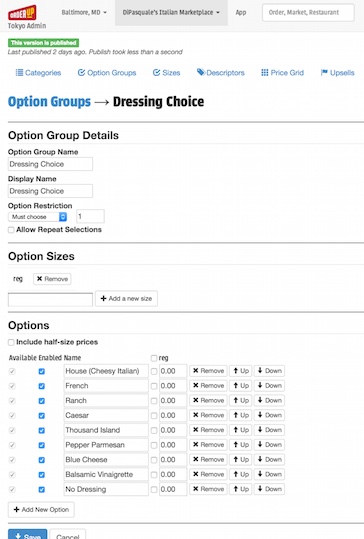 ORDER UP
Tokyo Admin
Baltimore, MD
DiPasquale's Italian Marketplace
App
Order, Market, Restaurant
This version is published
Last published 2 days ago. Publish took less than a second
Categories
Option Groups
Sizes
Descriptors
Price Grid
Upsells
Option Groups → Dressing Choice
Option Group Details
Option Group Name
Dressing Choice
Display Name
Dressing Choice
Option Restriction
Must choose 1
Allow Repeat Selections
Option Sizes
reg Remove
Add a new size
Options
Include half-size prices
Available Enabled Name reg
House (Cheesy Italian) 0.00 Remove Up Down
French 0.00 Remove Up Down
Ranch 0.00 Remove Up Down
Caesar 0.00 Remove Up Down
Thousand Island 0.00 Remove Up Down
Pepper Parmesan 0.00 Remove Up Down
Blue Cheese 0.00 Remove Up Down
Balsamic Vinaigrette 0.00 Remove Up Down
No Dressing 0.00 Remove Up Down
Add New Option
Save Cancel